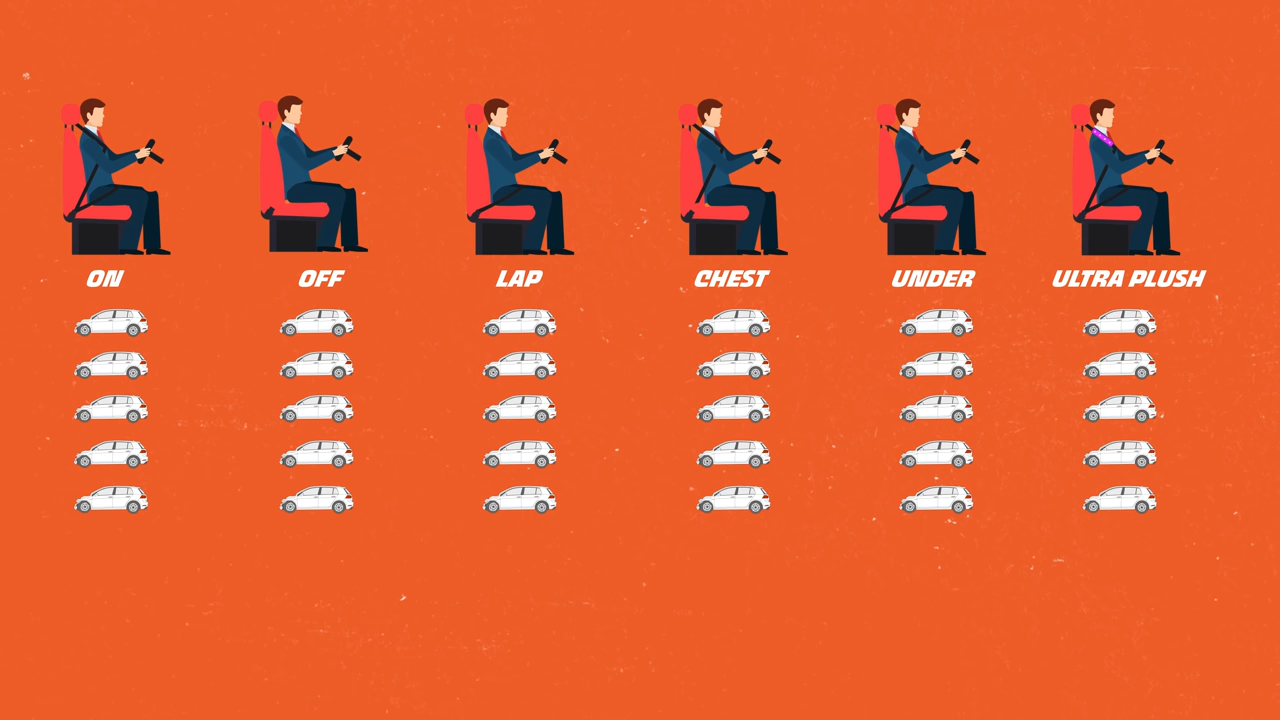 ON
OFF
LAP
CHEST
UNDER
ULTRA PLUSH